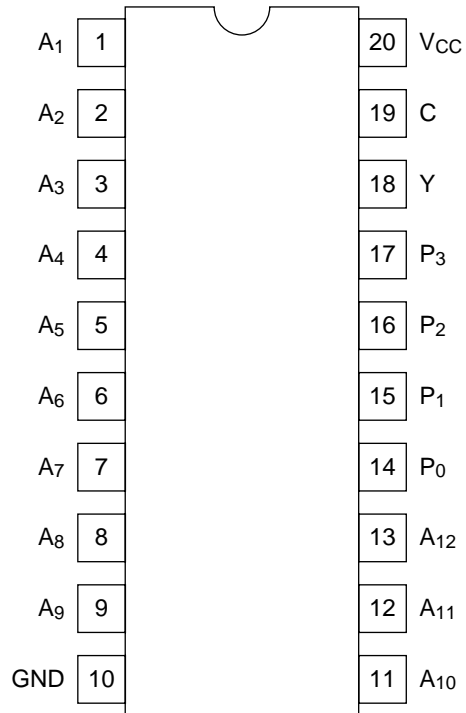 A1 1 20 VCC
A2 2 19 C
A3 3 18 Y
A4 4 17 P3
A5 5 16 P2
A6 6 15 P1
A7 7 14 P0
A8 8 13 A12
A9 9 12 A11
GND 10 11 A10